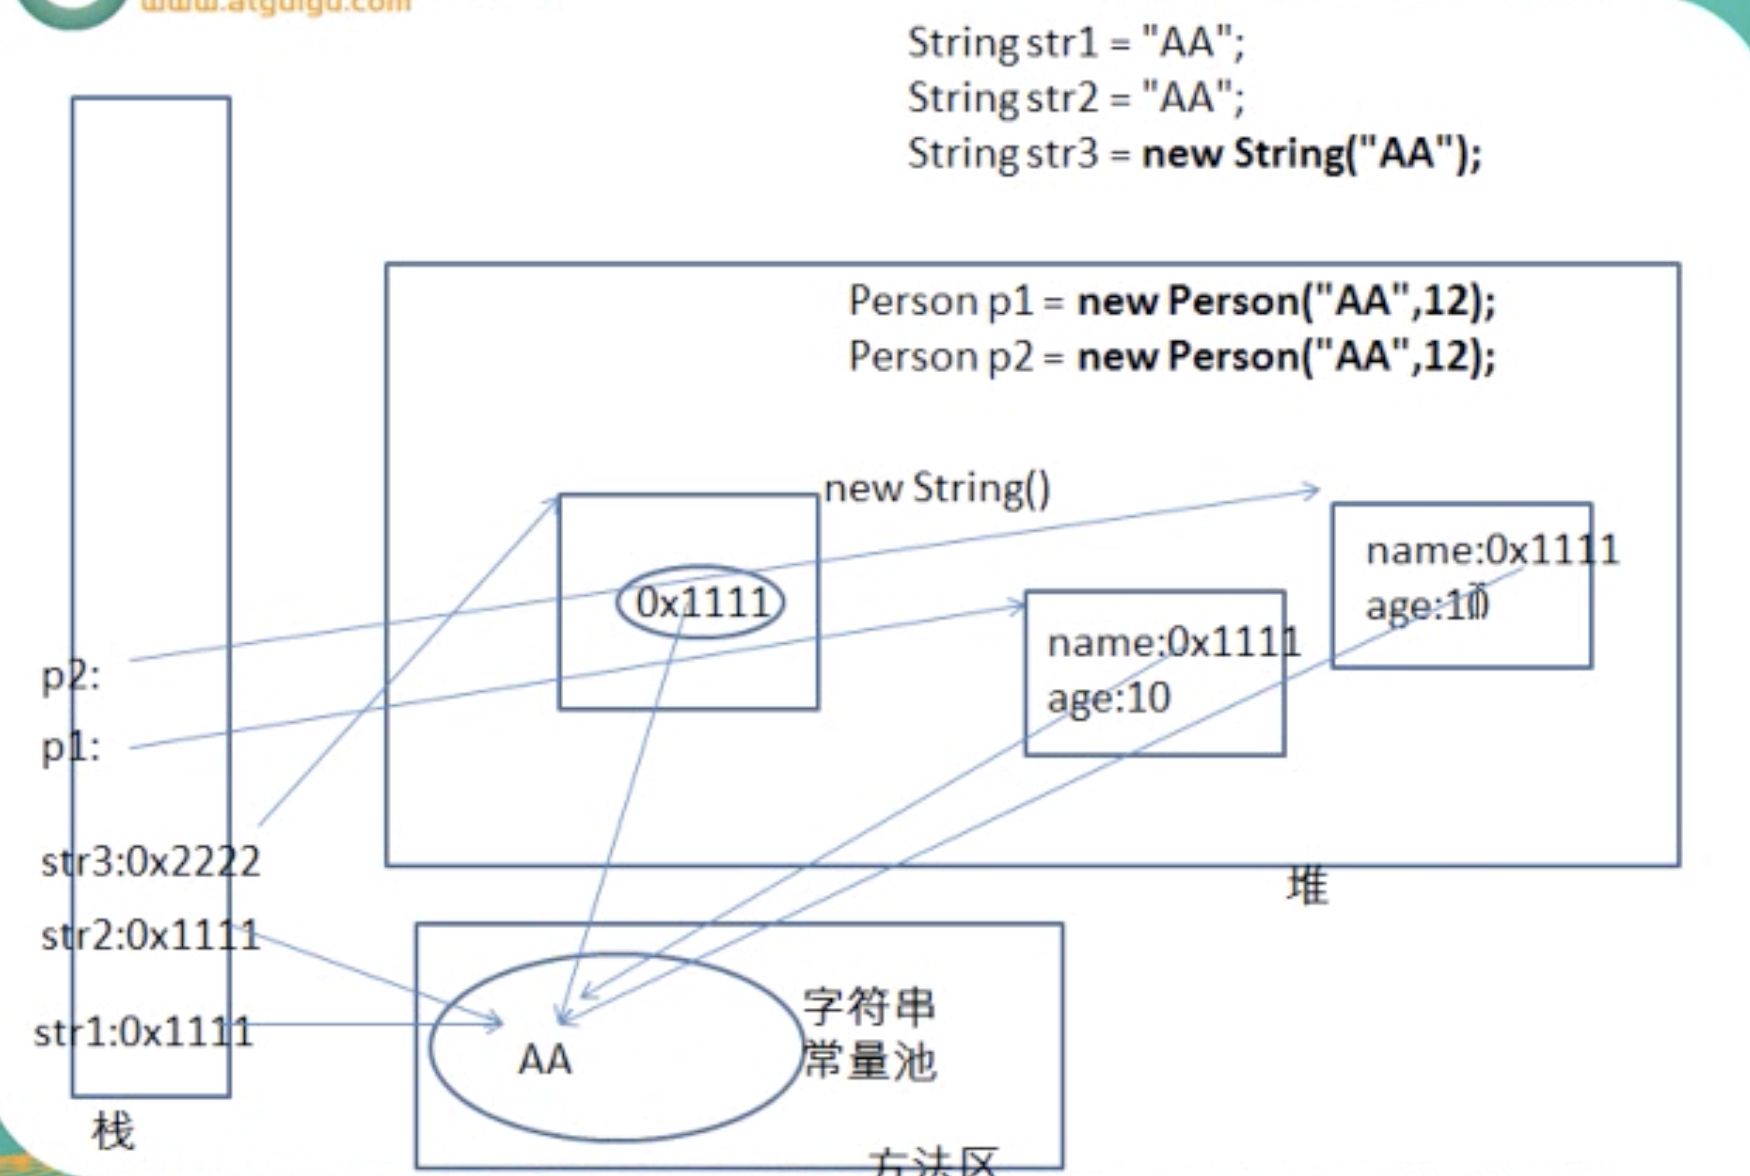 www.atguigu.com
String str1 = "AA";
String str2 = "AA";
String str3 = new String("AA");
Person p1 = new Person("AA",12);
Person p2 = new Person("AA",12);
new String()
0x1111
name:0x1111
age:10
name:0x1111
age:10
p2:
p1:
str3:0x2222
str2:0x1111
str1:0x1111
堆
字符串
常量池
AA
栈
方法区